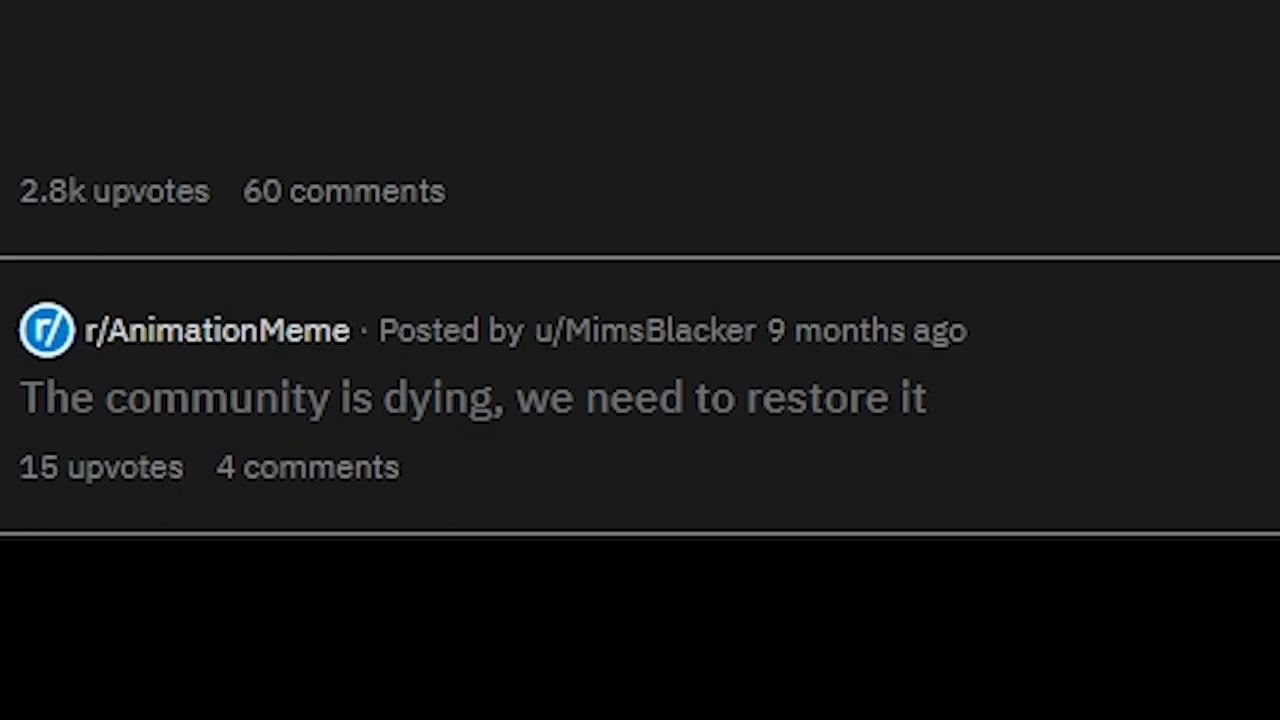 2.8k upvotes 60 comments
r/ r/AnimationMeme · Posted by u/MimsBlacker 9 months ago
The community is dying, we need to restore it
15 upvotes 4 comments